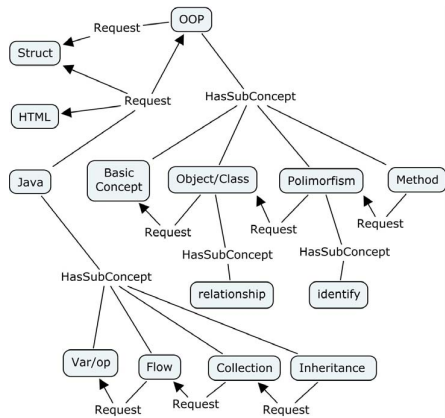 OOP
Request
Struct
Request
HTML
HasSubConcept
Java
Basic
Concept
Object/Class
Polimorfism
Method
Request
Request
Request
HasSubConcept
HasSubConcept
HasSubConcept
relationship
identify
Var/op
Flow
Collection
Inheritance
Request
Request
Request